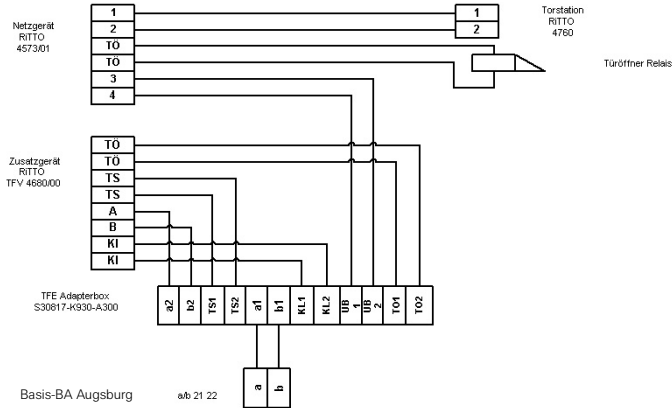 Netzgerät
RiTTO
4573/01
1
2
TÖ
TÖ
3
4
1
2
Torstation
RiTTO
4760
Türöffner Relais
Zusatzgerät
RiTTO
TFV 4680/00
TÖ
TÖ
TS
TS
A
B
KI
KI
TFE Adapterbox
S30817-K930-A300
a2
b2
TS1
TS2
a1
b1
KL1
KL2
UB 1
UB 2
TO1
TO2
a
b
Basis-BA Augsburg
a/b 21 22